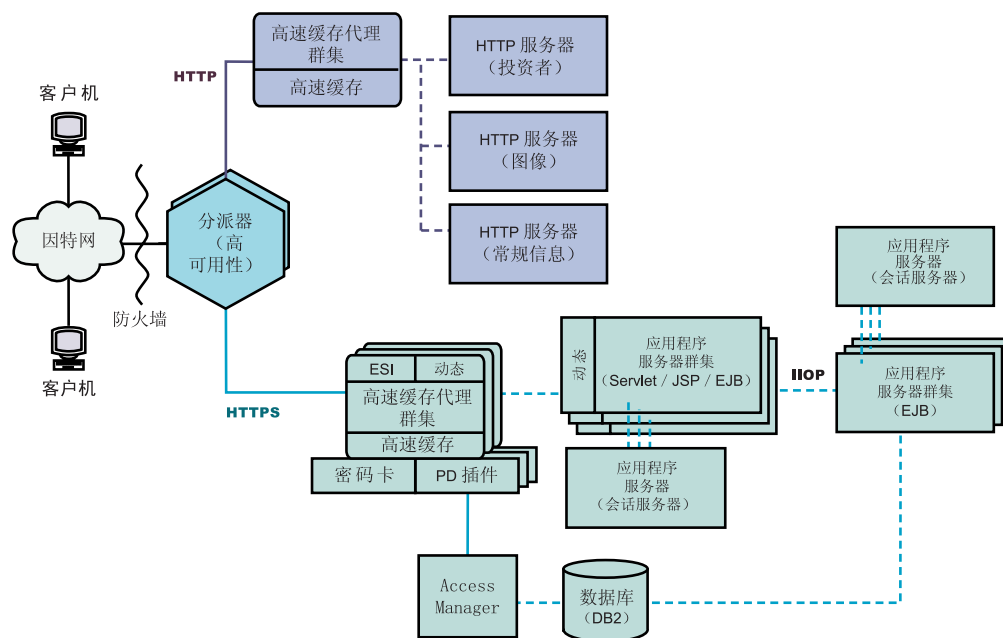 高速缓存代理
群集
高速缓存
HTTP 服务器
(投资者)
HTTP
客户机
HTTP 服务器
(图像)
分派器
(高
可用性)
因特网
HTTP 服务器
(常规信息)
防火墙
客户机
HTTPS
ESI
动态
高速缓存代理
群集
高速缓存
密码卡
PD 插件
动态
应用程序
服务器群集
(Servlet / JSP / EJB)
应用程序
服务器
(会话服务器)
IIOP
应用程序
服务器
(会话服务器)
应用程序
服务器群集
(EJB)
Access
Manager
数据库
(DB2)